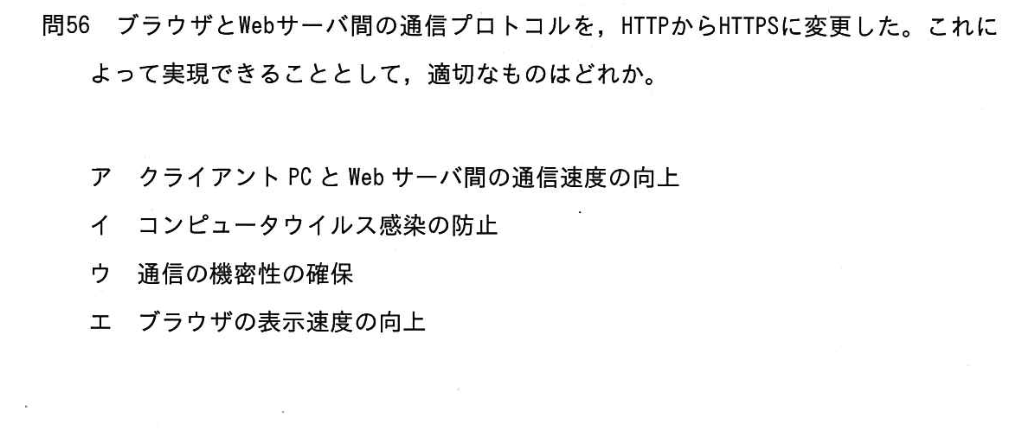 問56　ブラウザとWebサーバ間の通信プロトコルを，HTTPからHTTPSに変更した。これに
よって実現できることとして，適切なものはどれか。
ア　クライアント PC と Web サーバ間の通信速度の向上
イ　コンピュータウイルス感染の防止
ウ　通信の機密性の確保
エ　ブラウザの表示速度の向上